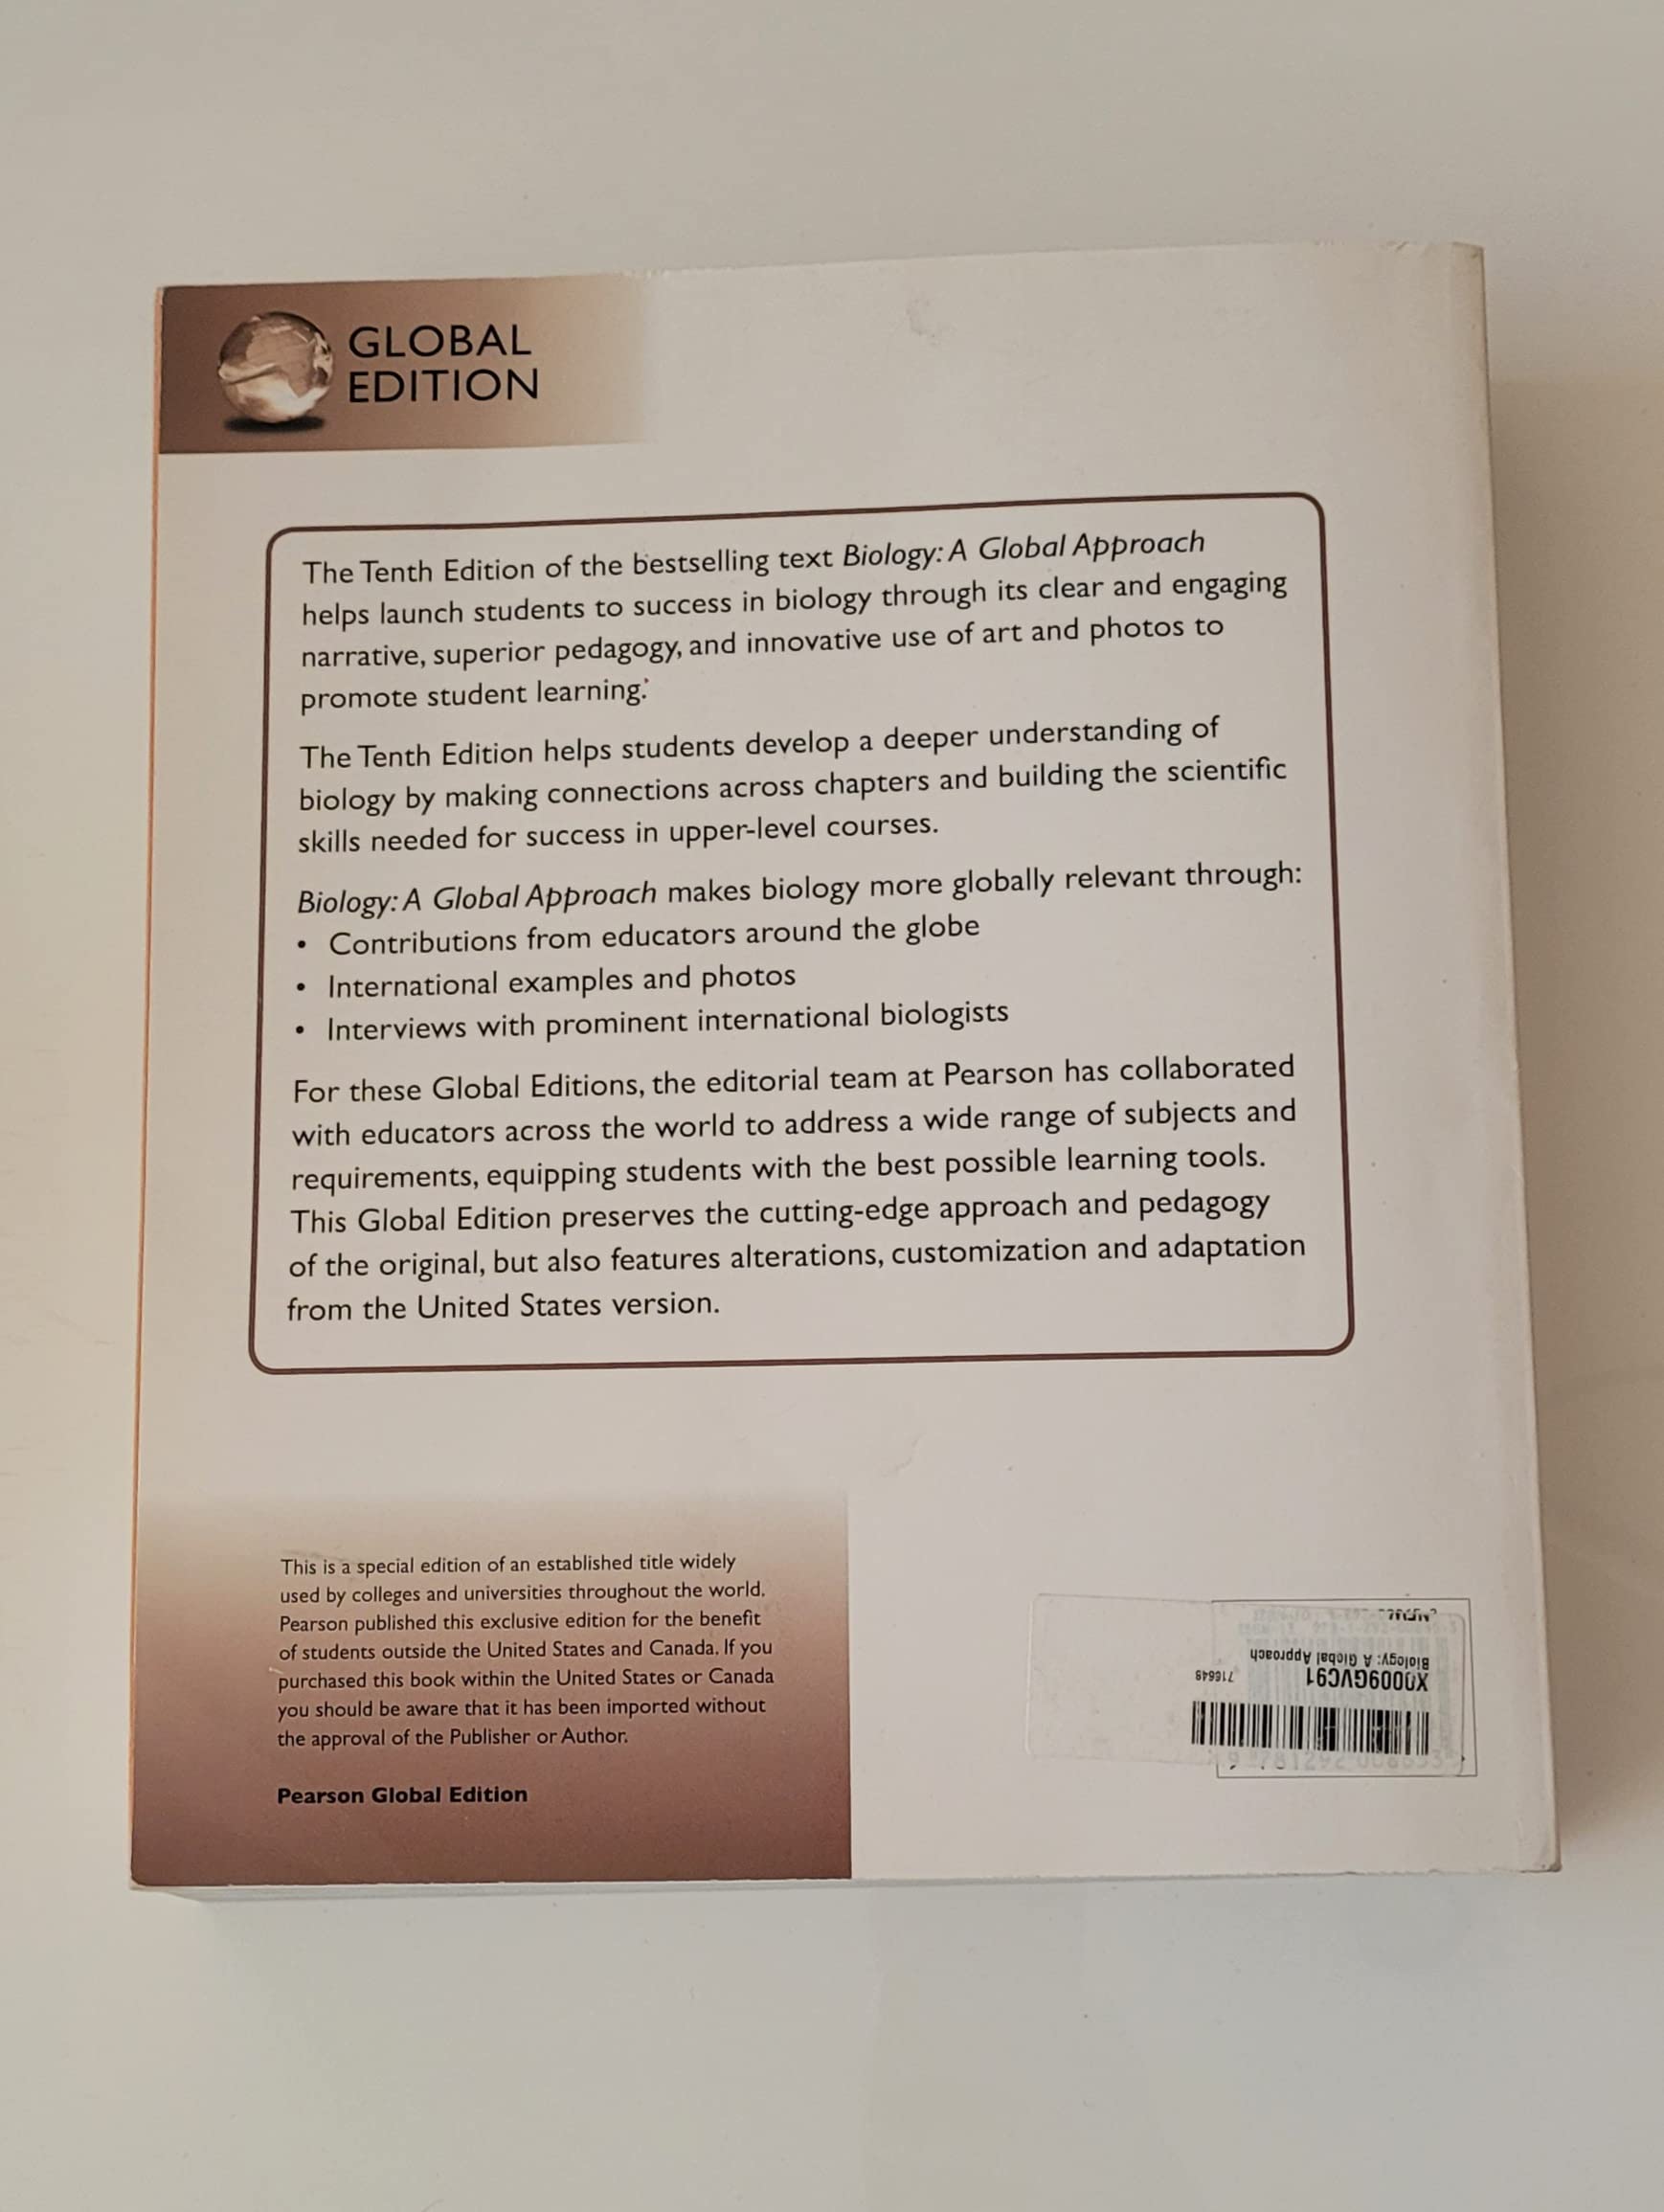 GLOBAL
EDITION
The Tenth Edition of the bestselling text Biology: A Global Approach
helps launch students to success in biology through its clear and engaging
narrative, superior pedagogy, and innovative use of art and photos to
promote student learning.
The Tenth Edition helps students develop a deeper understanding of
biology by making connections across chapters and building the scientific
skills needed for success in upper-level courses.
Biology: A Global Approach makes biology more globally relevant through:
• Contributions from educators around the globe
• International examples and photos
• Interviews with prominent international biologists
For these Global Editions, the editorial team at Pearson has collaborated
with educators across the world to address a wide range of subjects and
requirements, equipping students with the best possible learning tools.
This Global Edition preserves the cutting-edge approach and pedagogy
of the original, but also features alterations, customization and adaptation
from the United States version.
This is a special edition of an established title widely
used by colleges and universities throughout the world.
Pearson published this exclusive edition for the benefit
of students outside the United States and Canada. If you
purchased this book within the United States or Canada
you should be aware that it has been imported without
the approval of the Publisher or Author.
Pearson Global Edition
X0009GVC91 716649
Biology: A Global Approach